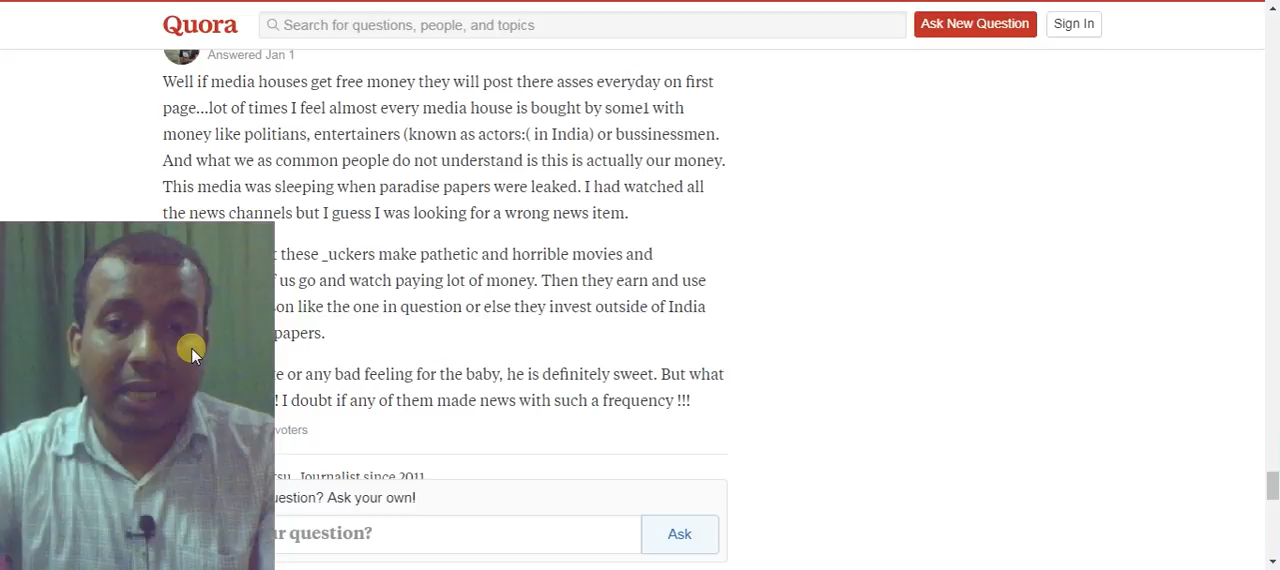 Quora
Search for questions, people, and topics
Ask New Question
Sign In
Answered Jan 1
Well if media houses get free money they will post there asses everyday on first
page...lot of times I feel almost every media house is bought by some1 with
money like politians, entertainers (known as actors:( in India) or bussinessmen.
And what we as common people do not understand is this is actually our money.
This media was sleeping when paradise papers were leaked. I had watched all
the news channels but I guess I was looking for a wrong news item.
these _uckers make pathetic and horrible movies and
us go and watch paying lot of money. Then they earn and use
like the one in question or else they invest outside of India
papers.
or any bad feeling for the baby, he is definitely sweet. But what
! I doubt if any of them made news with such a frequency !!!
voters
Journalist since 2011
question? Ask your own!
question?
Ask